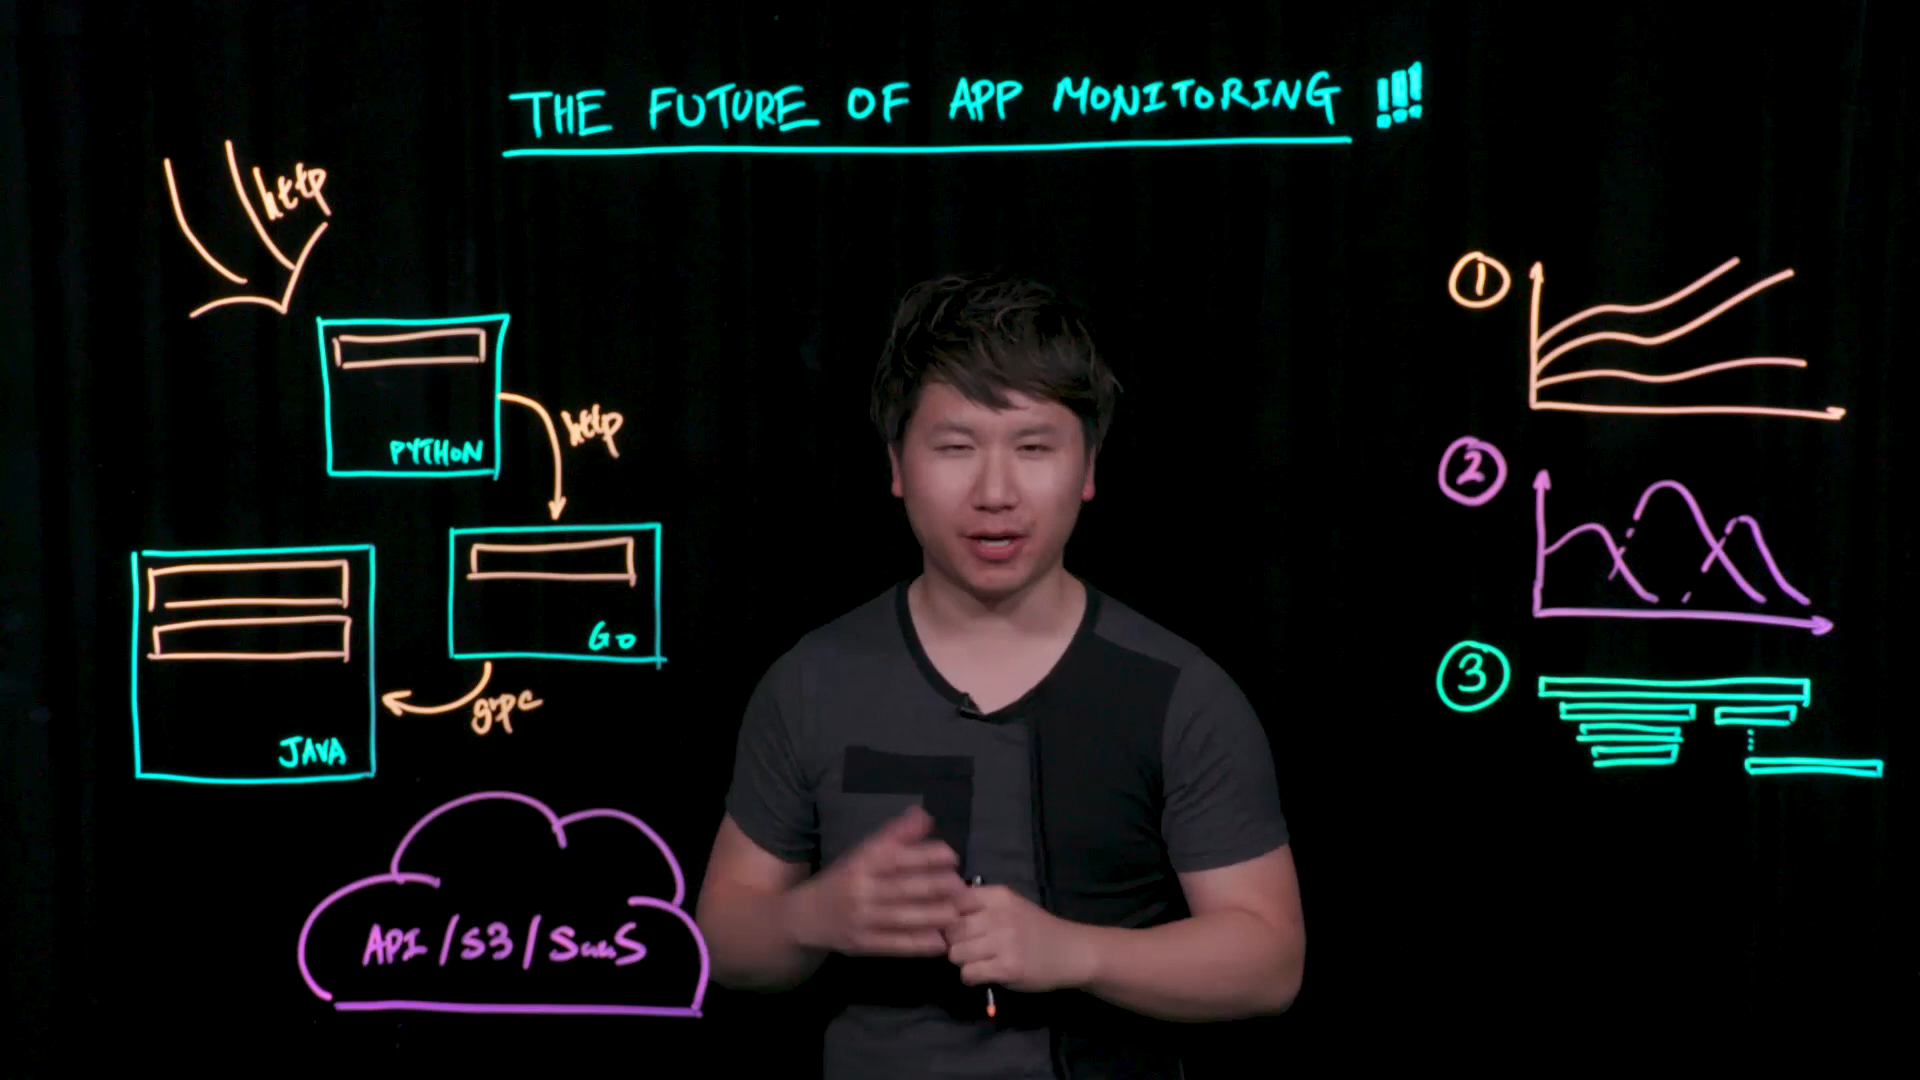 THE FUTURE OF APP MONITORING !!!
http
PYTHON
http
GO
JAVA
grpc
API/S3/SaaS
1
2
3